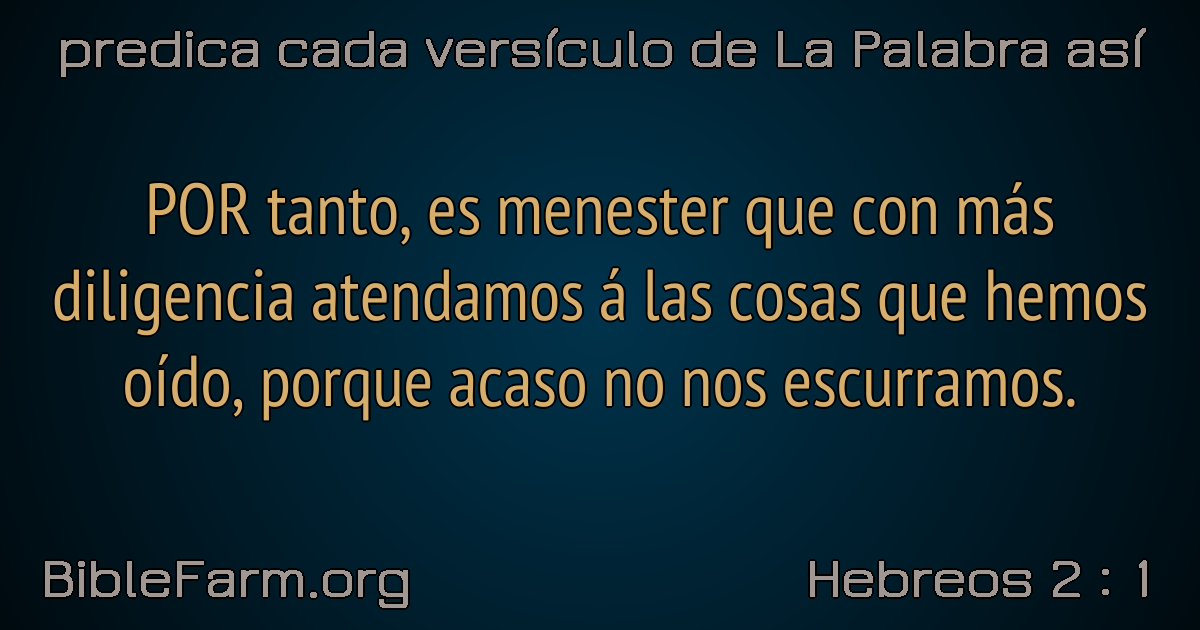 predica cada versículo de La Palabra así
POR tanto, es menester que con más
diligencia atendamos á las cosas que hemos
oído, porque acaso no nos escurramos.
BibleFarm.org
Hebreos 2 : 1